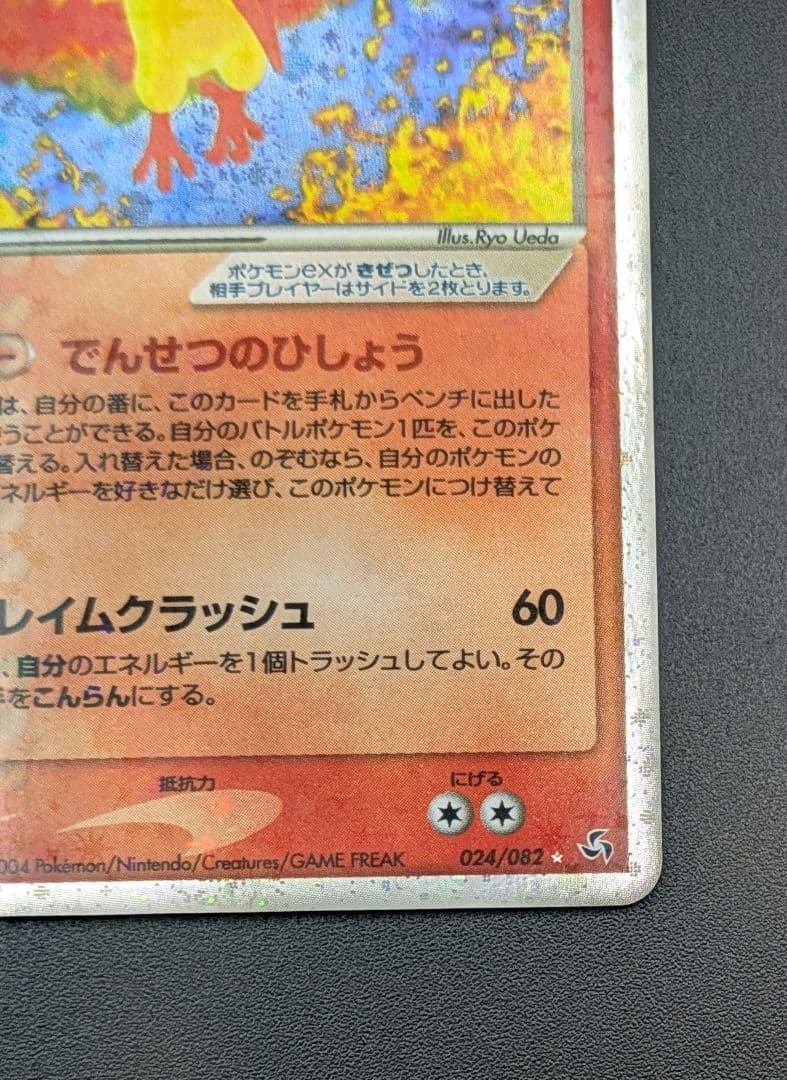 Illus.Ryo Ueda
ポケモンexが きぜつしたとき、
相手プレイヤーはサイドを2枚とります。
でんせつのひしょう
は、自分の番に、このカードを手札からベンチに出した
うことができる。自分のバトルポケモン1匹を、このポケ
替える。入れ替えた場合、のぞむなら、自分のポケモンの
ネルギーを好きなだけ選び、このポケモンにつけ替えて
レイムクラッシュ 60
、自分のエネルギーを1個トラッシュしてよい。その
をこんらんにする。
抵抗力 にげる
004 Pokémon/Nintendo/Creatures/GAME FREAK 024/082 ★